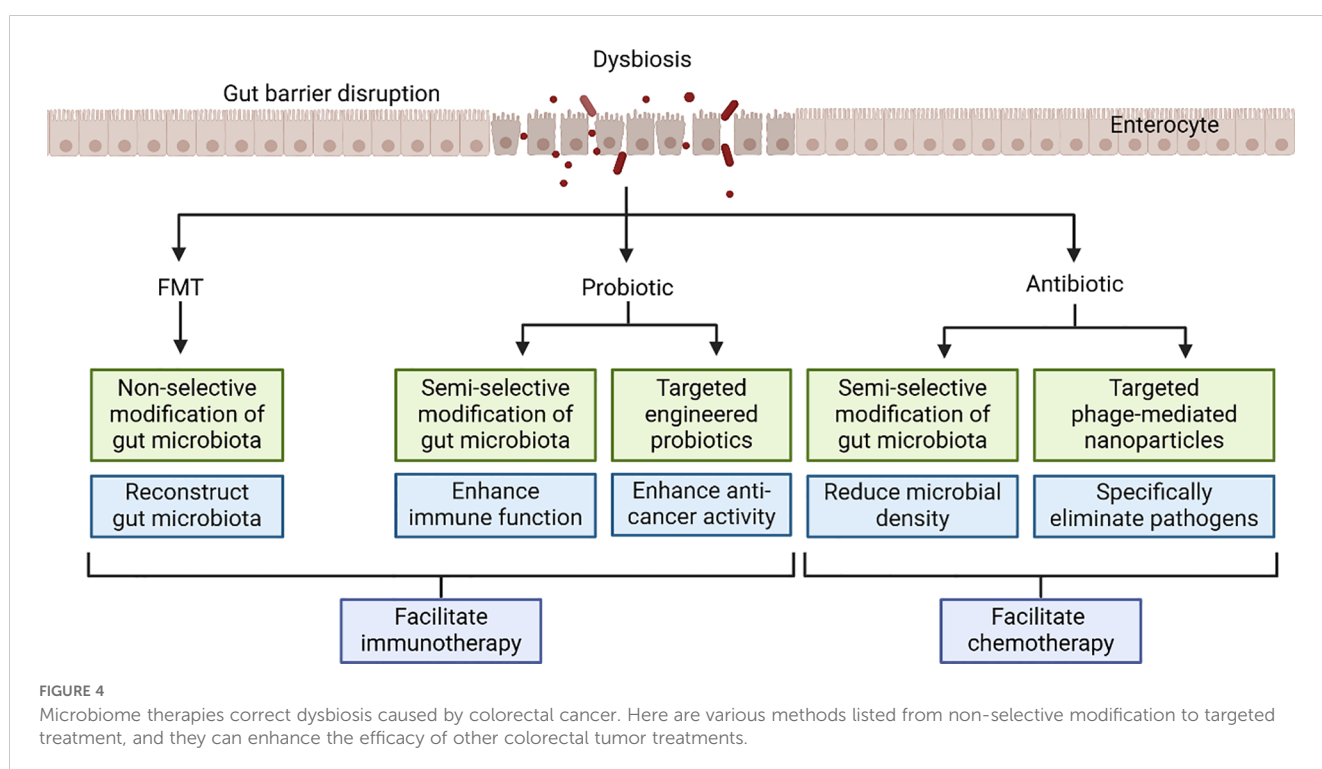 Dysbiosis
Gut barrier disruption
Enterocyte
FMT
Probiotic
Antibiotic
Non-selective
modification of
gut microbiota
Semi-selective
modification of
gut microbiota
Targeted
engineered
probiotics
Semi-selective
modification of
gut microbiota
Targeted
phage-mediated
nanoparticles
Reconstruct
gut microbiota
Enhance
immune function
Enhance anti-
cancer activity
Reduce microbial
density
Specifically
eliminate pathogens
Facilitate
immunotherapy
Facilitate
chemotherapy
FIGURE 4
Microbiome therapies correct dysbiosis caused by colorectal cancer. Here are various methods listed from non-selective modification to targeted
treatment, and they can enhance the efficacy of other colorectal tumor treatments.